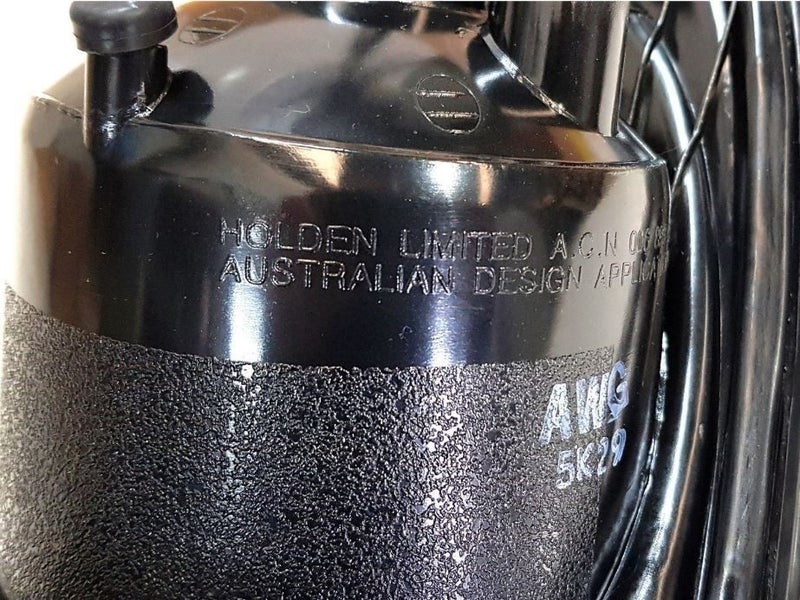 HOLDEN LIMITED A.C.N
AUSTRALIAN DESIGN
AWG
5K29